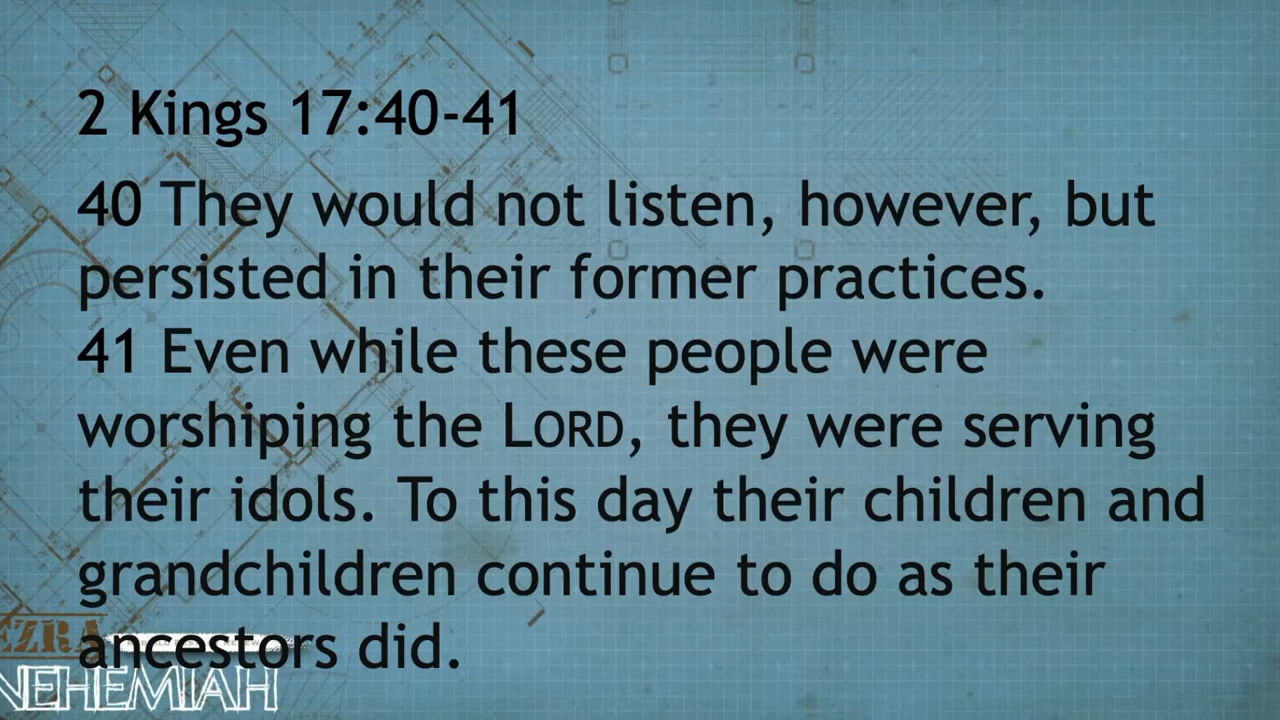 2 Kings 17:40-41
40 They would not listen, however, but
persisted in their former practices.
41 Even while these people were
worshiping the LORD, they were serving
their idols. To this day their children and
grandchildren continue to do as their
ancestors did.
EZRA
NEHEMIAH